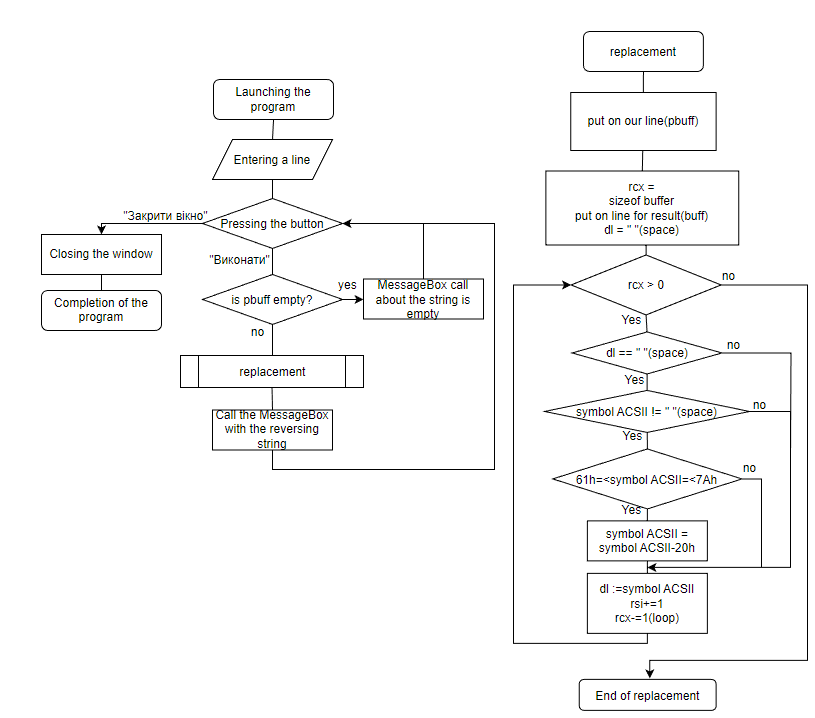 Launching the
program
Entering a line
"Закрити вікно"
Pressing the button
Closing the window
"Виконати"
Completion of the
program
is pbuff empty?
yes
MessageBox call
about the string is
empty
no
replacement
Call the MessageBox
with the reversing
string
replacement
put on our line(pbuff)
rcx =
sizeof buffer
put on line for result(buff)
dl = " "(space)
rcx > 0
no
Yes
dl == " "(space)
no
Yes
symbol ACSII != " "(space)
no
Yes
61h=<symbol ACSII=<7Ah
no
Yes
symbol ACSII =
symbol ACSII-20h
dl :=symbol ACSII
rsi+=1
rcx-=1(loop)
End of replacement